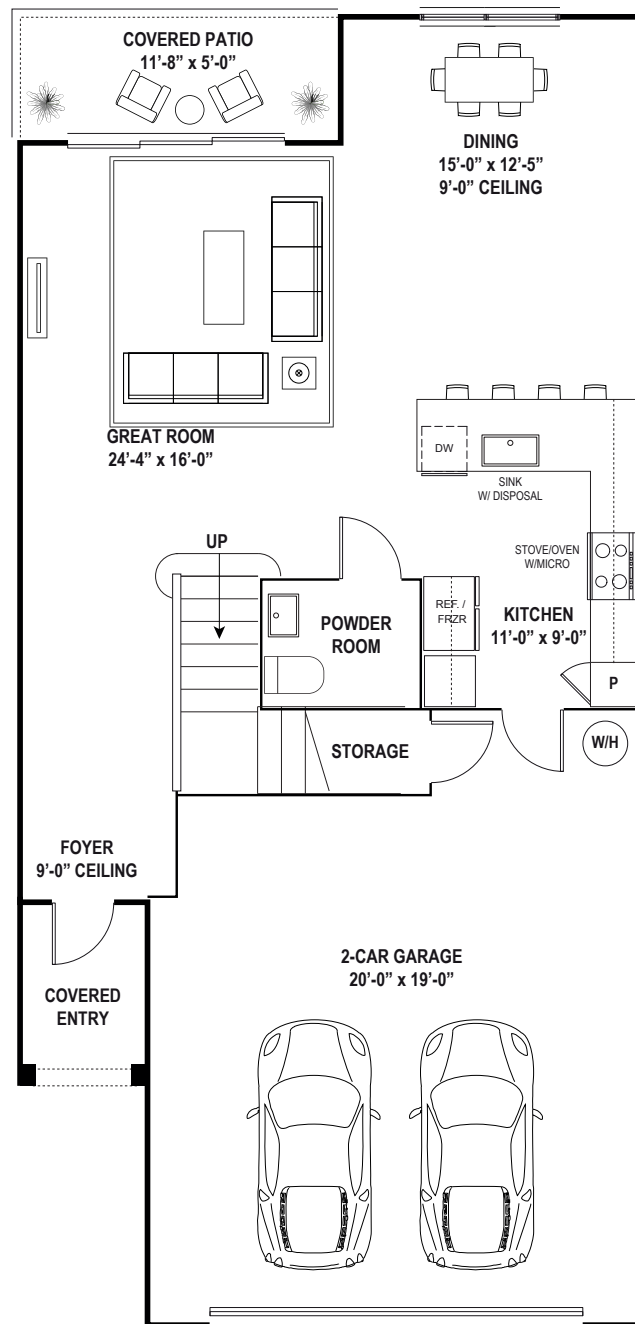 COVERED PATIO
11’-8” x 5’-0”
DINING
15’-0” x 12’-5”
9’-0” CEILING
GREAT ROOM
24’-4” x 16’-0”
DW
SINK
W/ DISPOSAL
UP
STOVE/OVEN
W/MICRO
REF. /
FRZR
KITCHEN
11’-0” x 9’-0”
POWDER
ROOM
P
STORAGE
W/H
FOYER
9’-0” CEILING
2-CAR GARAGE
20’-0” x 19’-0”
COVERED
ENTRY